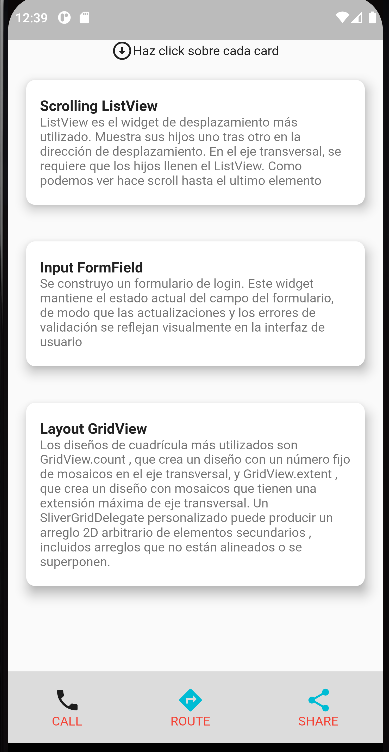 12:39
Haz click sobre cada card
Scrolling ListView
ListView es el widget de desplazamiento más
utilizado. Muestra sus hijos uno tras otro en la
dirección de desplazamiento. En el eje transversal, se
requiere que los hijos llenen el ListView. Como
podemos ver hace scroll hasta el ultimo elemento
Input FormField
Se construyo un formulario de login. Este widget
mantiene el estado actual del campo del formulario,
de modo que las actualizaciones y los errores de
validación se reflejan visualmente en la interfaz de
usuario
Layout GridView
Los diseños de cuadrícula más utilizados son
GridView.count , que crea un diseño con un número fijo
de mosaicos en el eje transversal, y GridView.extent ,
que crea un diseño con mosaicos que tienen una
extensión máxima de eje transversal. Un
SliverGridDelegate personalizado puede producir un
arreglo 2D arbitrario de elementos secundarios ,
incluidos arreglos que no están alineados o se
superponen.
CALL
ROUTE
SHARE